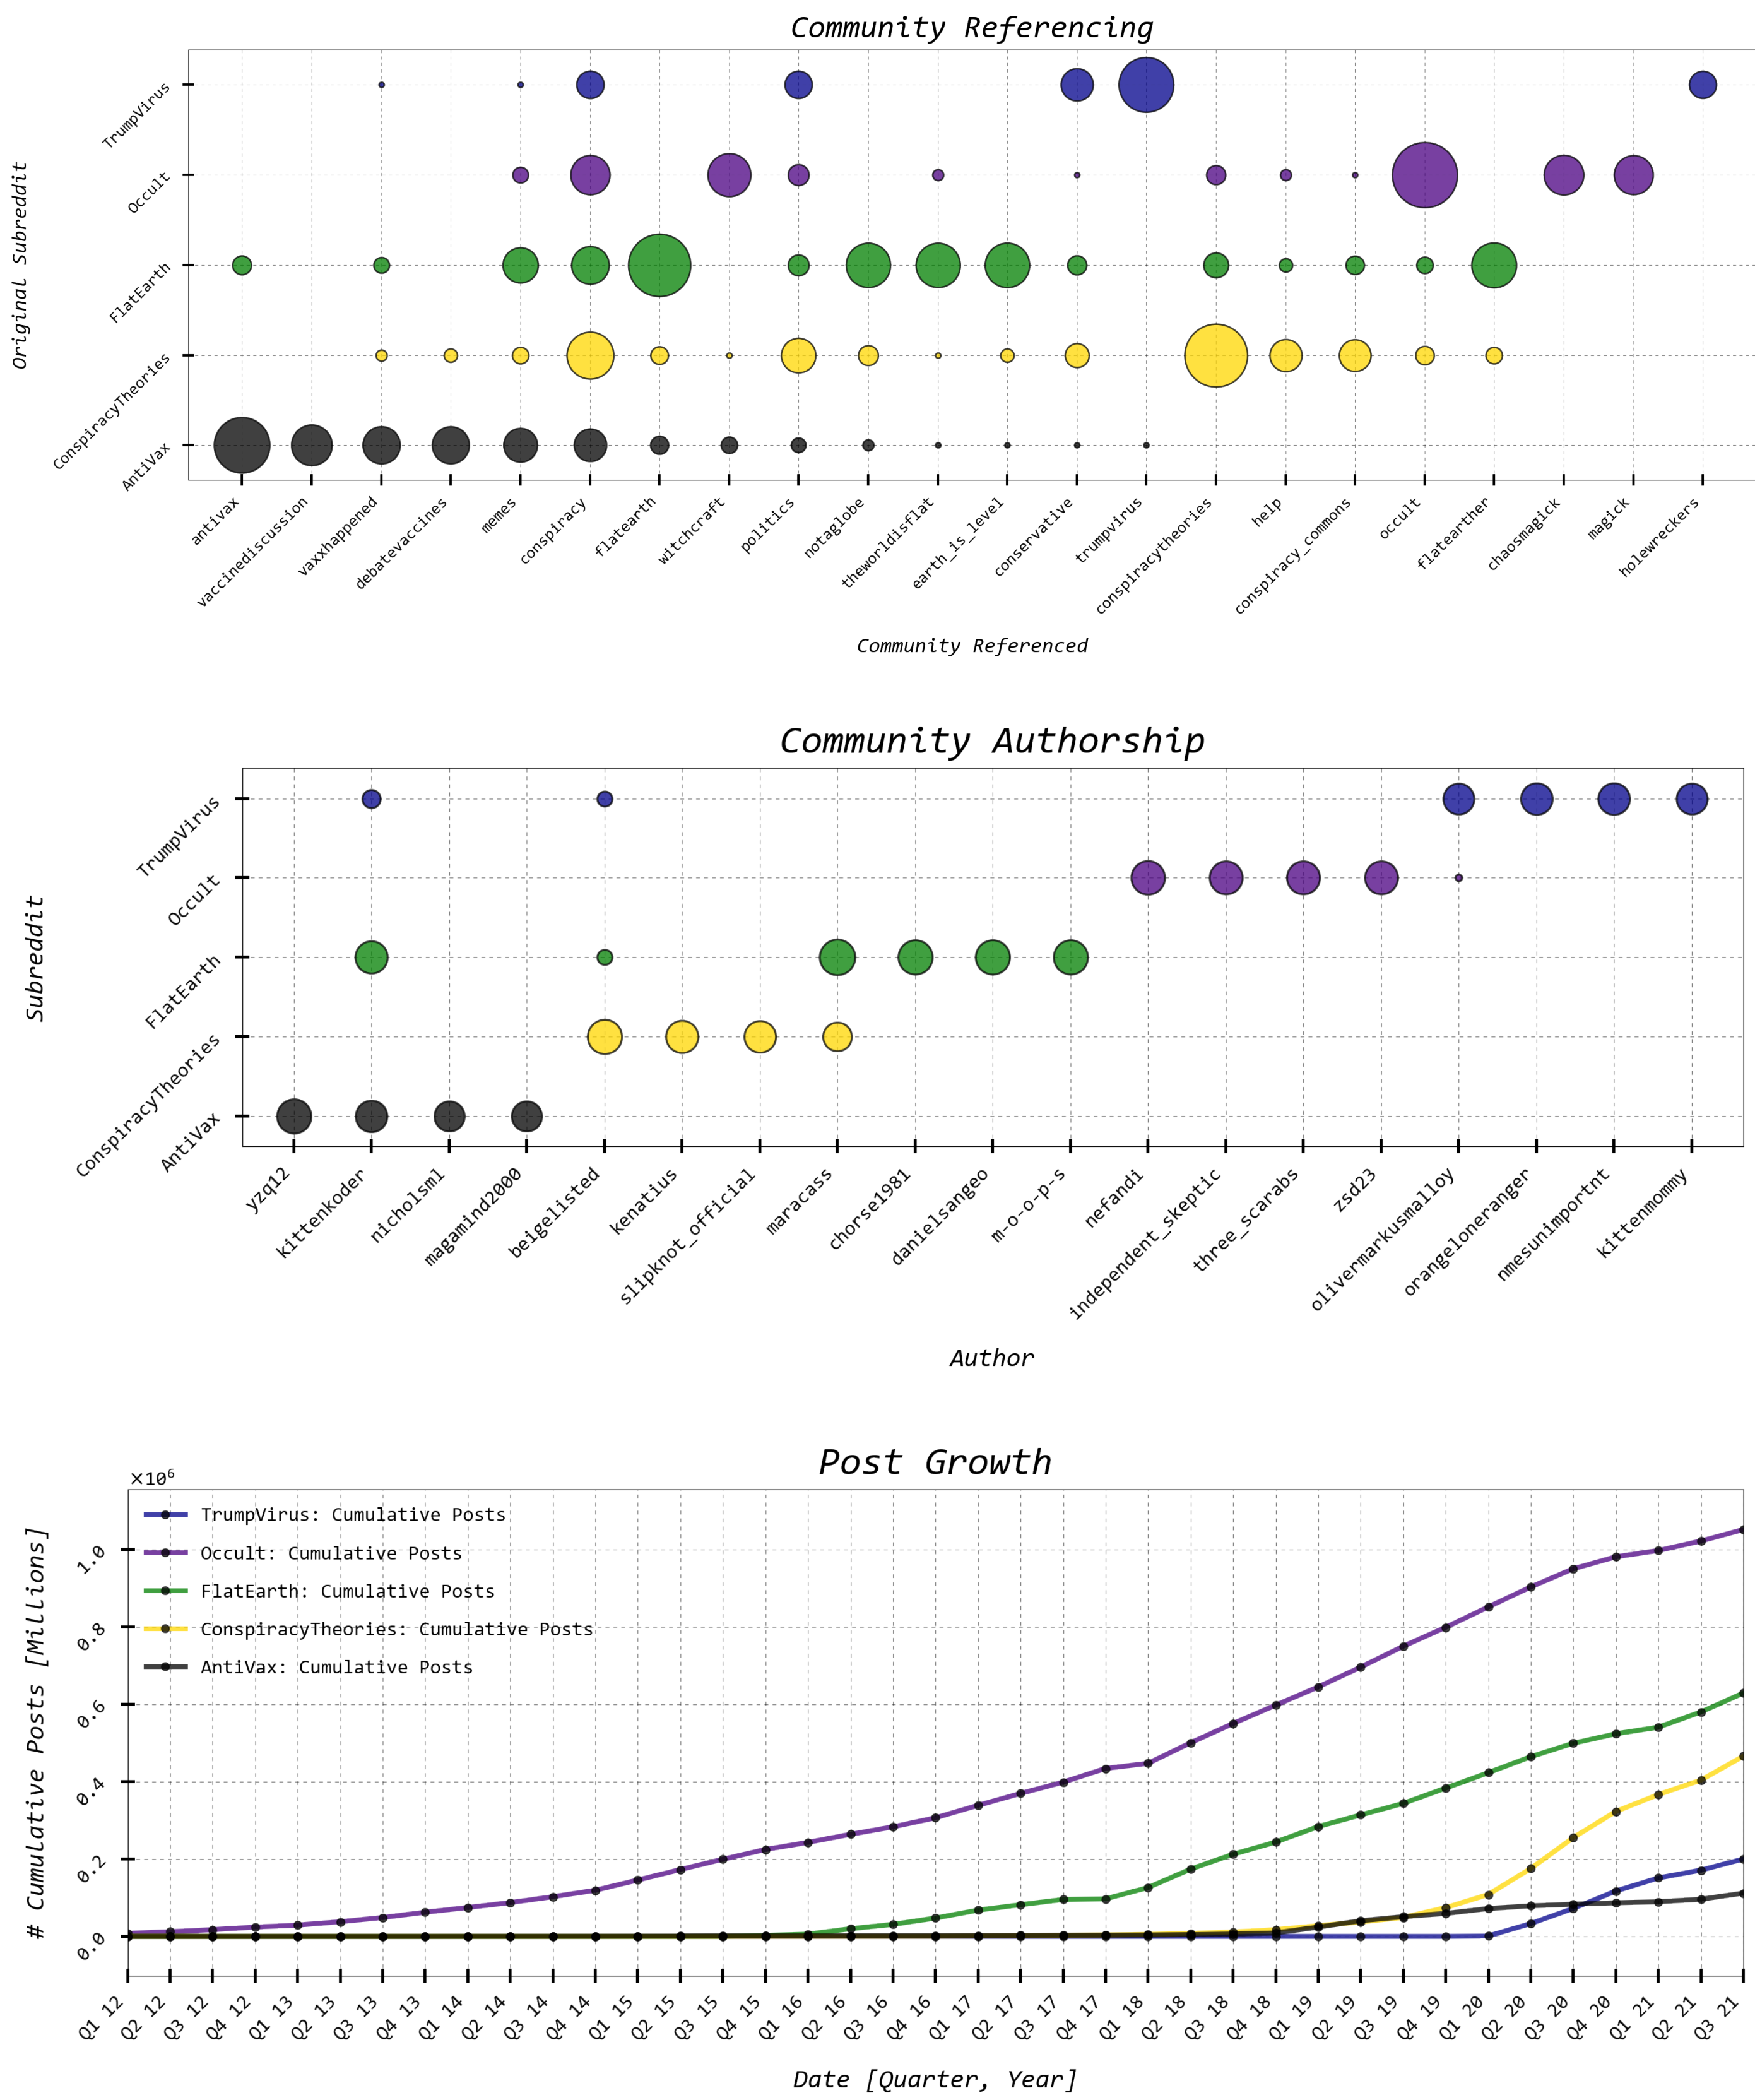 Community Referencing
Original Subreddit
TrumpVirus
Occult
FlatEarth
ConspiracyTheories
AntiVax
antivax
vaccinediscussion
vaxxhappened
debatevaccines
memes
conspiracy
flatearth
witchcraft
politics
notaglobe
theworldisflat
earth_is_level
conservative
trumpvirus
conspiracytheories
help
conspiracy_commons
occult
flatearther
chaosmagick
magick
holewreckers
Community Referenced
Community Authorship
Subreddit
TrumpVirus
Occult
FlatEarth
ConspiracyTheories
AntiVax
yzq12
kittenkoder
nicholsml
magamind2000
beigelisted
kenatius
slipknot_official
maracass
chorse1981
danielsangeo
m-o-o-p-s
nefandi
independent_skeptic
three_scarabs
zsd23
olivermarkusmalloy
orangeloneranger
nmesunimportnt
kittenmommy
Author
Post Growth
×10⁶
# Cumulative Posts [Millions]
1.0
0.8
0.6
0.4
0.2
0.0
TrumpVirus: Cumulative Posts
Occult: Cumulative Posts
FlatEarth: Cumulative Posts
ConspiracyTheories: Cumulative Posts
AntiVax: Cumulative Posts
Q1 12
Q2 12
Q3 12
Q4 12
Q1 13
Q2 13
Q3 13
Q4 13
Q1 14
Q2 14
Q3 14
Q4 14
Q1 15
Q2 15
Q3 15
Q4 15
Q1 16
Q2 16
Q3 16
Q4 16
Q1 17
Q2 17
Q3 17
Q4 17
Q1 18
Q2 18
Q3 18
Q4 18
Q1 19
Q2 19
Q3 19
Q4 19
Q1 20
Q2 20
Q3 20
Q4 20
Q1 21
Q2 21
Q3 21
Date [Quarter, Year]